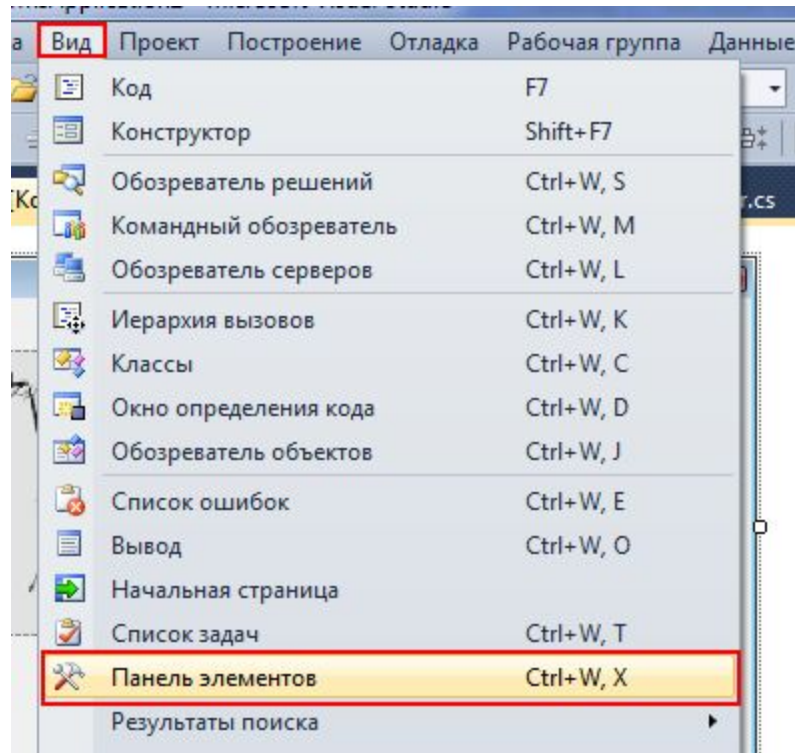 Вид Проект Построение Отладка Рабочая группа Данные
Код F7
Конструктор Shift+F7
Обозреватель решений Ctrl+W, S
.cs
Командный обозреватель Ctrl+W, M
Обозреватель серверов Ctrl+W, L
Иерархия вызовов Ctrl+W, K
Классы Ctrl+W, C
Окно определения кода Ctrl+W, D
Обозреватель объектов Ctrl+W, J
Список ошибок Ctrl+W, E
Вывод Ctrl+W, O
Начальная страница
Список задач Ctrl+W, T
Панель элементов Ctrl+W, X
Результаты поиска